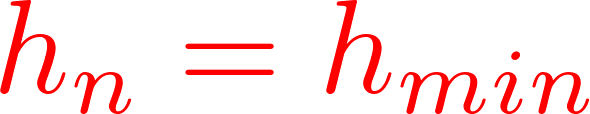 h_n = h_{min}